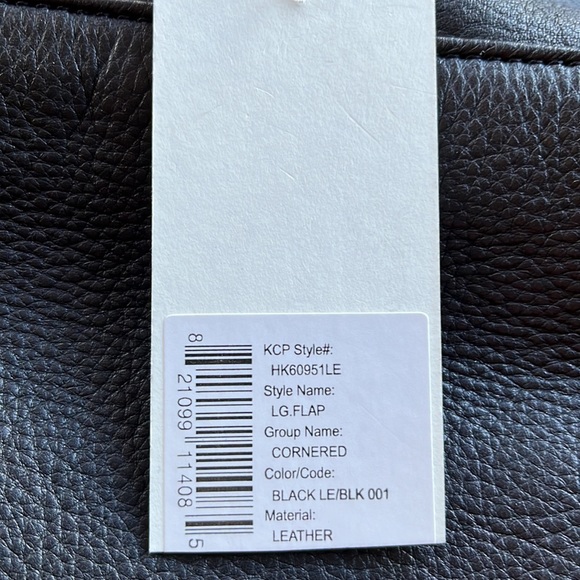 KCP Style#:
HK60951LE
Style Name:
LG.FLAP
Group Name:
CORNERED
Color/Code:
BLACK LE/BLK 001
Material:
LEATHER
8 21099 11408 5